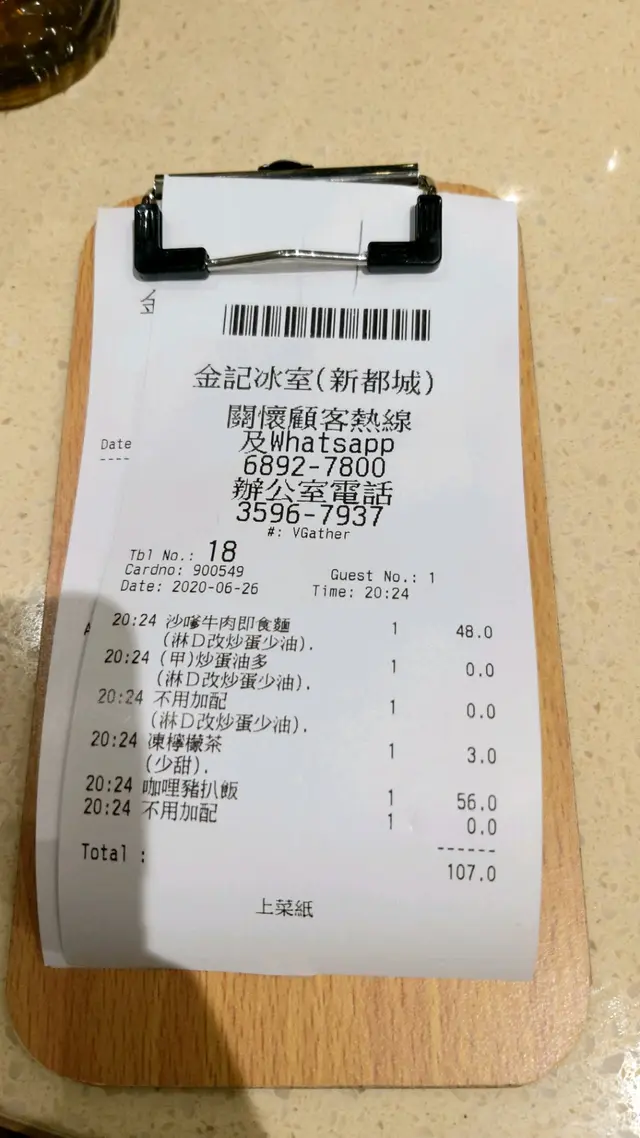 金記冰室(新都城)
關懷顧客熱線
及Whatsapp
6892-7800
辦公室電話
3596-7937
#: VGather
Date
----
Tbl No.: 18
Cardno: 900549 Guest No.: 1
Date: 2020-06-26 Time: 20:24
20:24 沙嗲牛肉即食麵 1 48.0
(淋D改炒蛋少油).
20:24 (甲)炒蛋油多 1 0.0
(淋D改炒蛋少油).
20:24 不用加配 1 0.0
(淋D改炒蛋少油).
20:24 凍檸檬茶 1 3.0
(少甜).
20:24 咖哩豬扒飯 1 56.0
20:24 不用加配 1 0.0
------
Total : 107.0
上菜紙